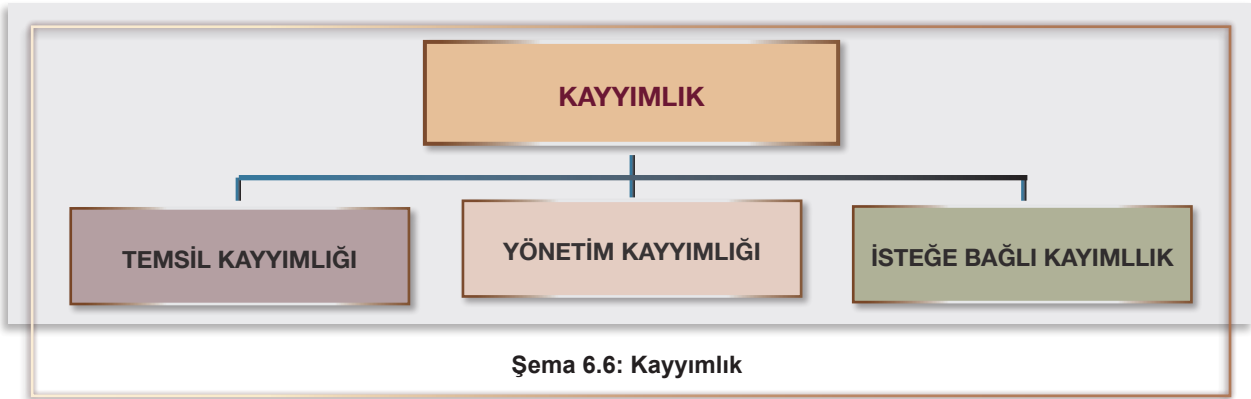 KAYYIMLIK
TEMSİL KAYYIMLIĞI
YÖNETİM KAYYIMLIĞI
İSTEĞE BAĞLI KAYIMLLIK
Şema 6.6: Kayyımlık